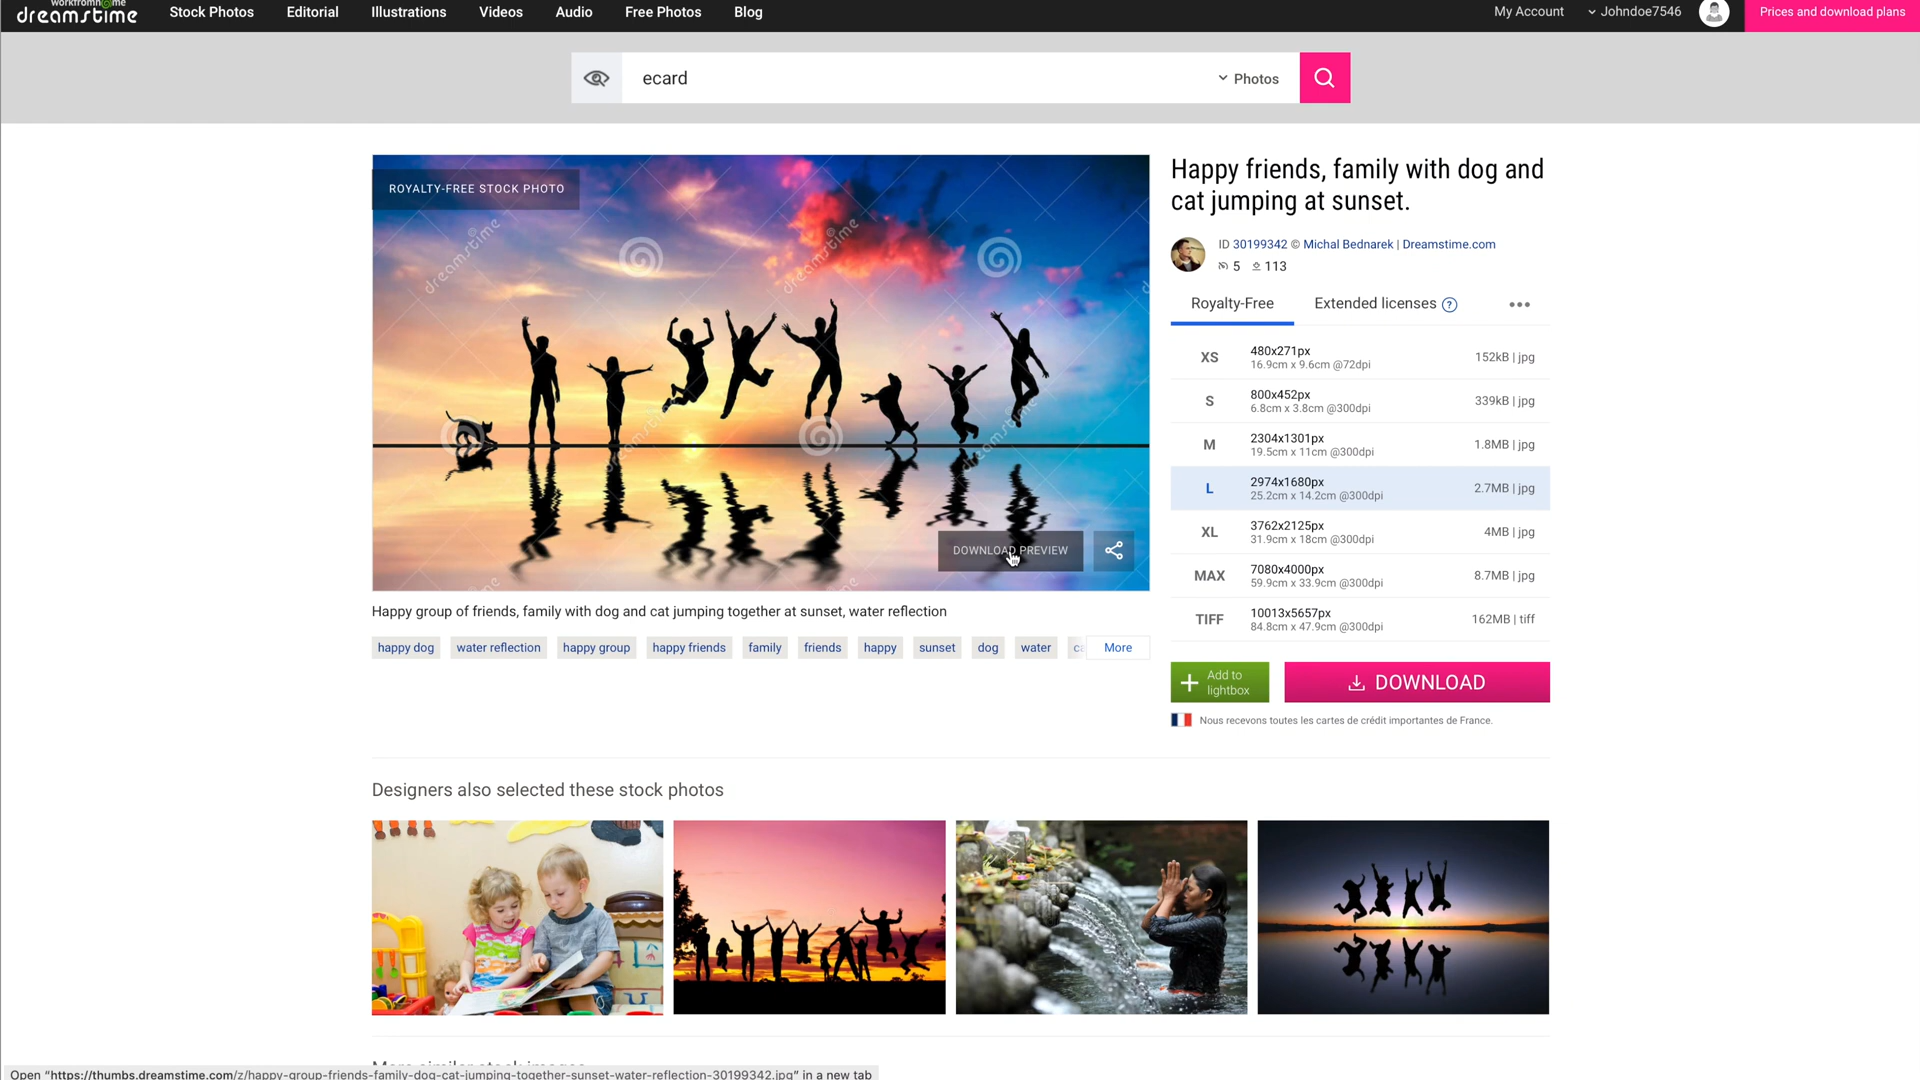 workfromhome
dreamstime
Stock Photos
Editorial
Illustrations
Videos
Audio
Free Photos
Blog
My Account
Johndoe7546
Prices and download plans
ecard
Photos
ROYALTY-FREE STOCK PHOTO
dreamstime
dreamstime
dreamstime
dreamstime
DOWNLOAD PREVIEW
Happy group of friends, family with dog and cat jumping together at sunset, water reflection
happy dog
water reflection
happy group
happy friends
family
friends
happy
sunset
dog
water
More
Happy friends, family with dog and
cat jumping at sunset.
ID 30199342 © Michal Bednarek | Dreamstime.com
5 113
Royalty-Free
Extended licenses ?
XS 480x271px 152kB | jpg
16.9cm x 9.6cm @72dpi
S 800x452px 339kB | jpg
6.8cm x 3.8cm @300dpi
M 2304x1301px 1.8MB | jpg
19.5cm x 11cm @300dpi
L 2974x1680px 2.7MB | jpg
25.2cm x 14.2cm @300dpi
XL 3762x2125px 4MB | jpg
31.9cm x 18cm @300dpi
MAX 7080x4000px 8.7MB | jpg
59.9cm x 33.9cm @300dpi
TIFF 10013x5657px 162MB | tiff
84.8cm x 47.9cm @300dpi
Add to
lightbox
DOWNLOAD
Nous recevons toutes les cartes de crédit importantes de France.
Designers also selected these stock photos
More similar stock images
Open "https://thumbs.dreamstime.com/z/happy-group-friends-family-dog-cat-jumping-together-sunset-water-reflection-30199342.jpg" in a new tab